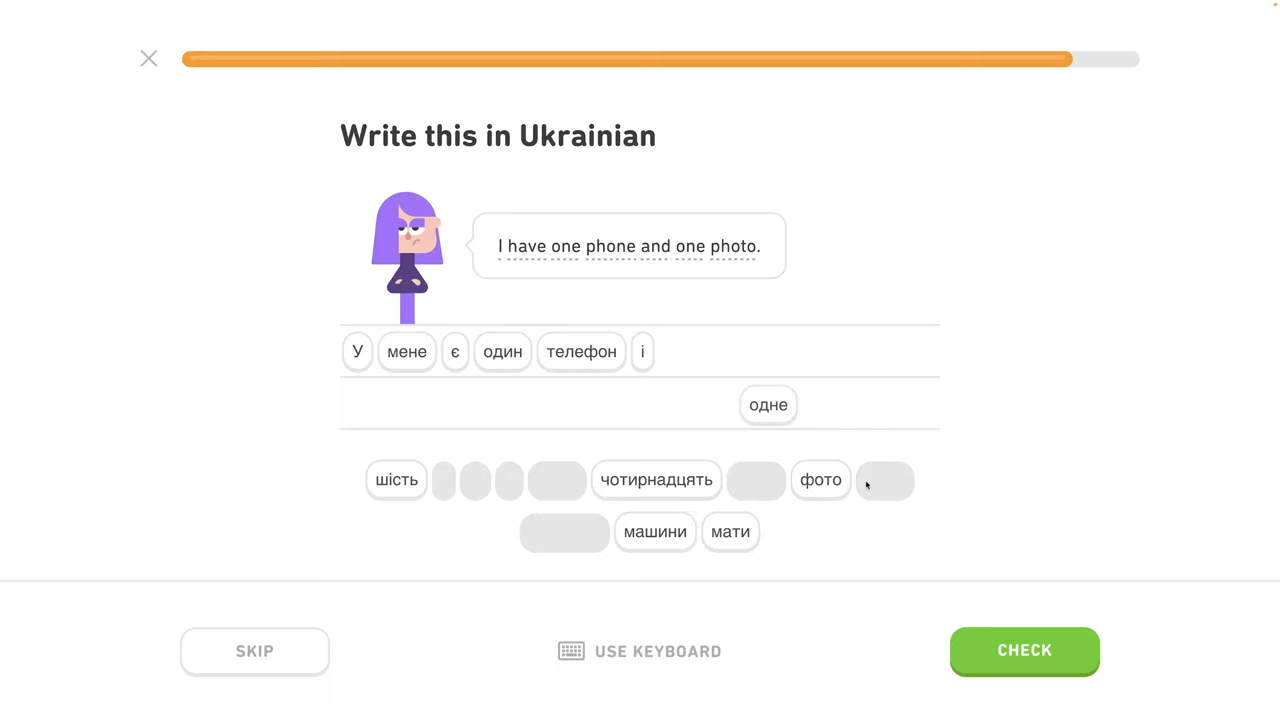 Write this in Ukrainian
I have one phone and one photo.
У мене є один телефон і
одне
шість чотирнадцять фото
машини мати
SKIP USE KEYBOARD CHECK